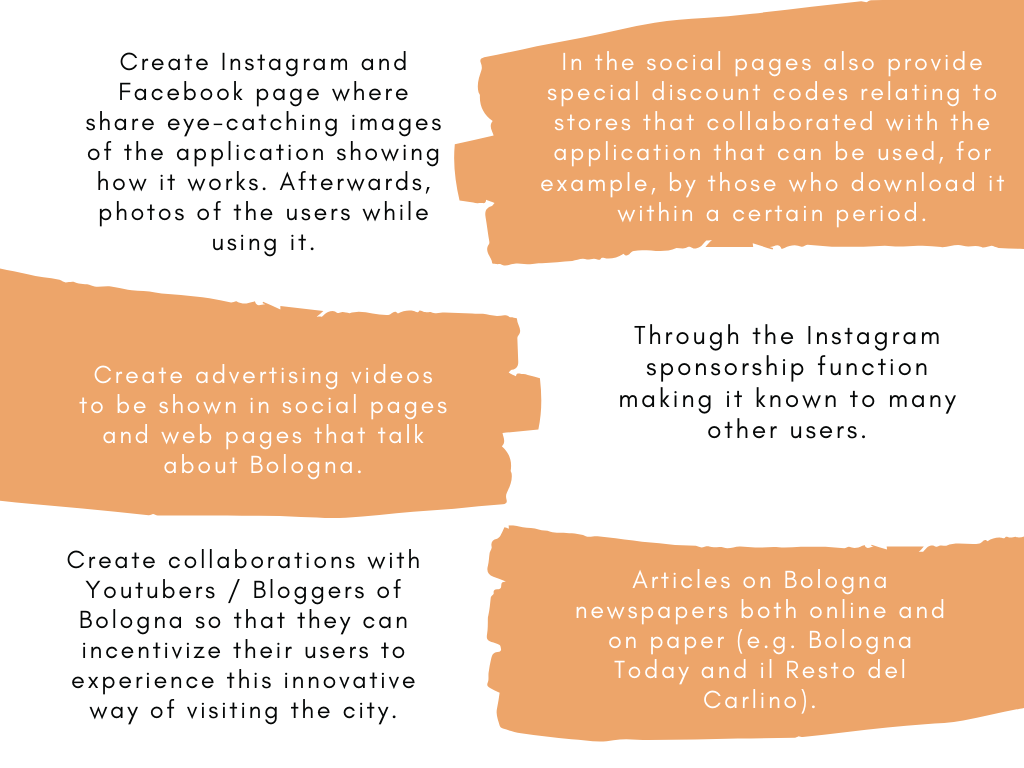 Create Instagram and
Facebook page where
share eye-catching images
of the application showing
how it works. Afterwards,
photos of the users while
using it.
In the social pages also provide
special discount codes relating to
stores that collaborated with the
application that can be used, for
example, by those who download it
within a certain period.
Create advertising videos
to be shown in social pages
and web pages that talk
about Bologna.
Through the Instagram
sponsorship function
making it known to many
other users.
Create collaborations with
Youtubers / Bloggers of
Bologna so that they can
incentivize their users to
experience this innovative
way of visiting the city.
Articles on Bologna
newspapers both online and
on paper (e.g. Bologna
Today and il Resto del
Carlino).